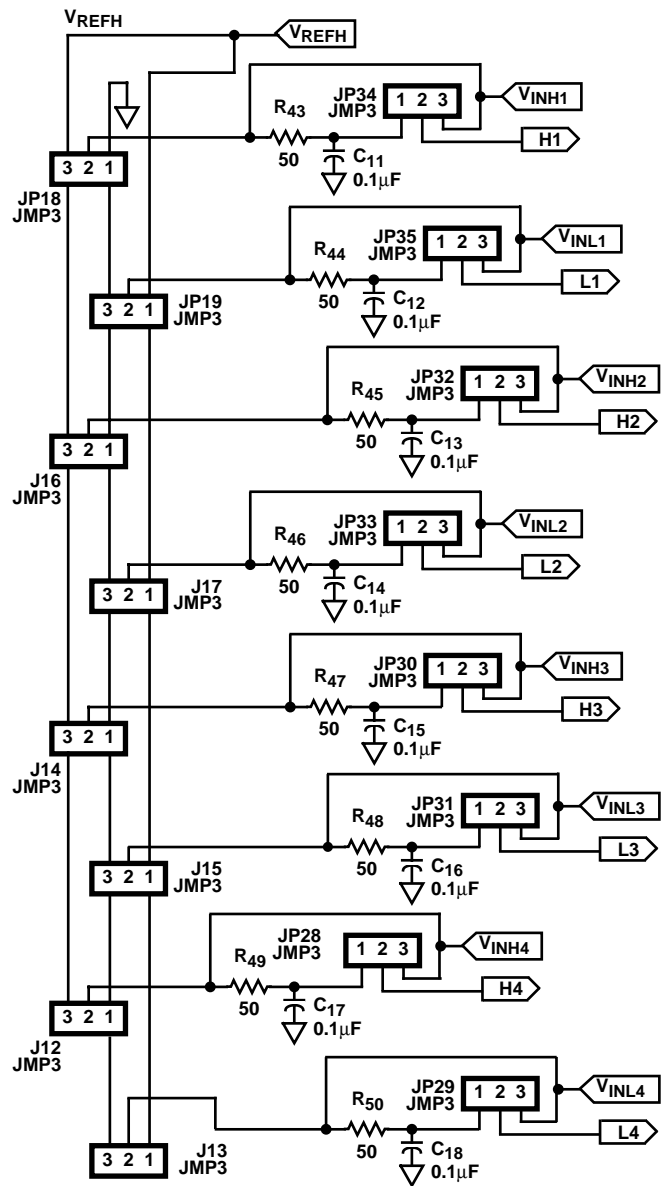 VREFH
VREFH
R43
50
C11
0.1μF
JP34
JMP3
1 2 3
VINH1
H1
3 2 1
JP18
JMP3
R44
50
C12
0.1μF
JP35
JMP3
1 2 3
VINL1
L1
3 2 1
JP19
JMP3
R45
50
C13
0.1μF
JP32
JMP3
1 2 3
VINH2
H2
3 2 1
J16
JMP3
R46
50
C14
0.1μF
JP33
JMP3
1 2 3
VINL2
L2
3 2 1
J17
JMP3
R47
50
C15
0.1μF
JP30
JMP3
1 2 3
VINH3
H3
3 2 1
J14
JMP3
R48
50
C16
0.1μF
JP31
JMP3
1 2 3
VINL3
L3
3 2 1
J15
JMP3
R49
50
C17
0.1μF
JP28
JMP3
1 2 3
VINH4
H4
3 2 1
J12
JMP3
R50
50
C18
0.1μF
JP29
JMP3
1 2 3
VINL4
L4
3 2 1
J13
JMP3